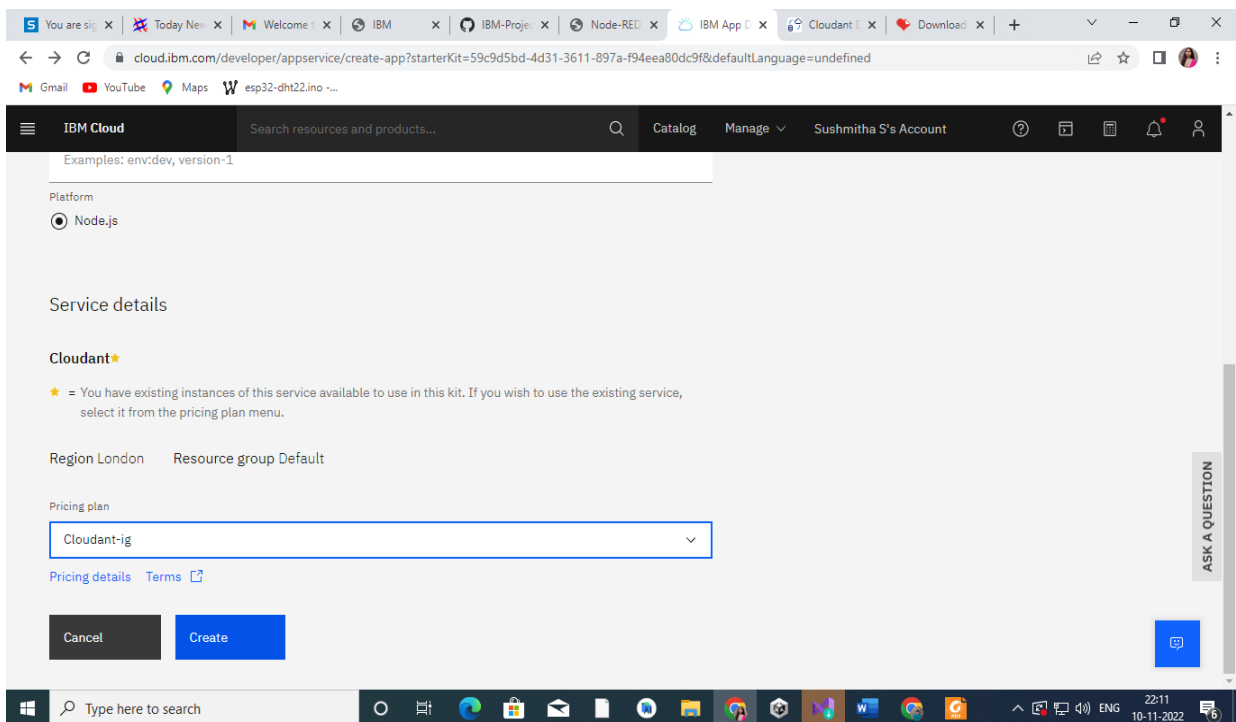 You are sig
Today New
Welcome t
IBM
IBM-Projec
Node-RED
IBM App D
Cloudant D
Download
cloud.ibm.com/developer/appservice/create-app?starterKit=59c9d5bd-4d31-3611-897a-f94eea80dc9f&defaultLanguage=undefined
Gmail YouTube Maps esp32-dht22.ino -...
IBM Cloud Search resources and products... Catalog Manage Sushmitha S's Account
Examples: env:dev, version-1
Platform
Node.js
Service details
Cloudant
= You have existing instances of this service available to use in this kit. If you wish to use the existing service,
select it from the pricing plan menu.
Region London Resource group Default
Pricing plan
Cloudant-ig
Pricing details Terms
Cancel Create
ASK A QUESTION
Type here to search
ENG
22:11
10-11-2022
6